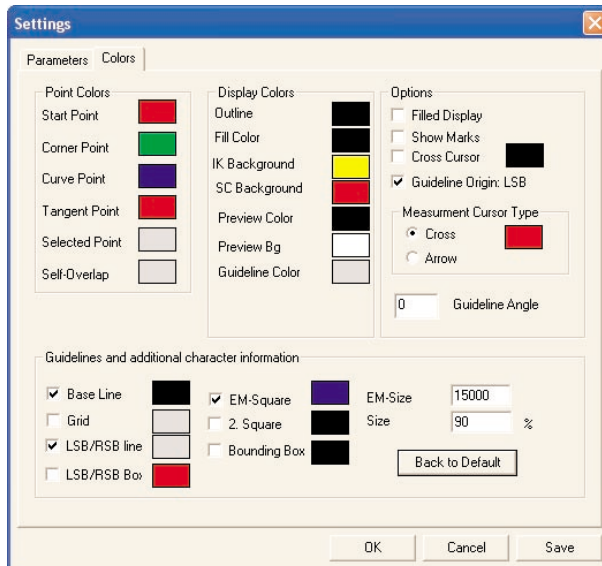 Settings
Parameters
Colors
Point Colors
Start Point
Corner Point
Curve Point
Tangent Point
Selected Point
Self-Overlap
Display Colors
Outline
Fill Color
IK Background
SC Background
Preview Color
Preview Bg
Guideline Color
Options
Filled Display
Show Marks
Cross Cursor
Guideline Origin: LSB
Measurment Cursor Type
Cross
Arrow
0 Guideline Angle
Guidelines and additional character information
Base Line
Grid
LSB/RSB line
LSB/RSB Box
EM-Square
2. Square
Bounding Box
EM-Size 15000
Size 90 %
Back to Default
OK
Cancel
Save